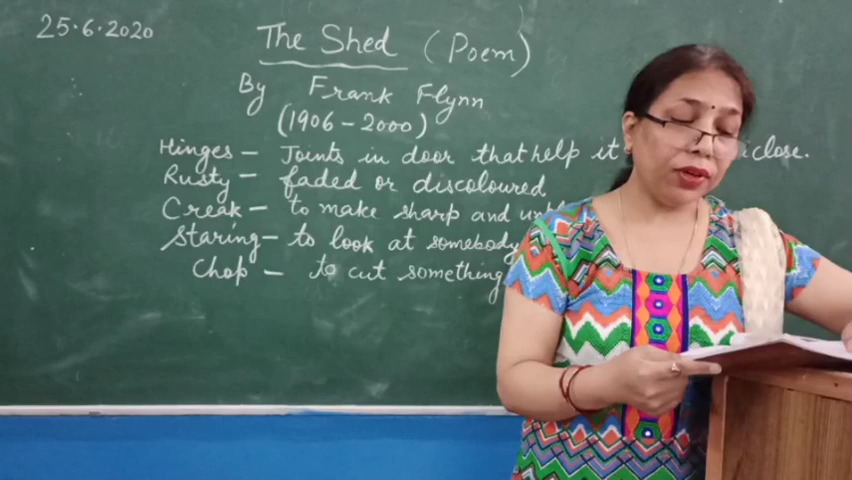 25.6.2020
The Shed (Poem)
By Frank Flynn
(1906-2000)
Hinges - Joints in door that help it close.
Rusty - faded or discoloured
Creak - to make sharp and
Staring - to look at somebody
Chop - to cut something